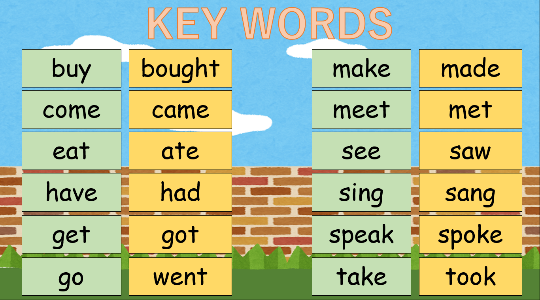 KEY WORDS
buy bought make made
come came meet met
eat ate see saw
have had sing sang
get got speak spoke
go went take took